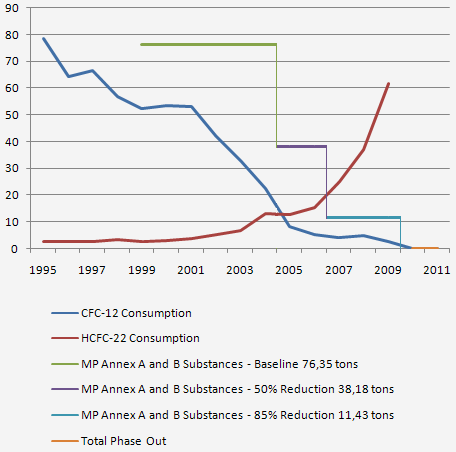 90
80
70
60
50
40
30
20
10
0
1995 1997 1999 2001 2003 2005 2007 2009 2011
CFC-12 Consumption
HCFC-22 Consumption
MP Annex A and B Substances - Baseline 76,35 tons
MP Annex A and B Substances - 50% Reduction 38,18 tons
MP Annex A and B Substances - 85% Reduction 11,43 tons
Total Phase Out